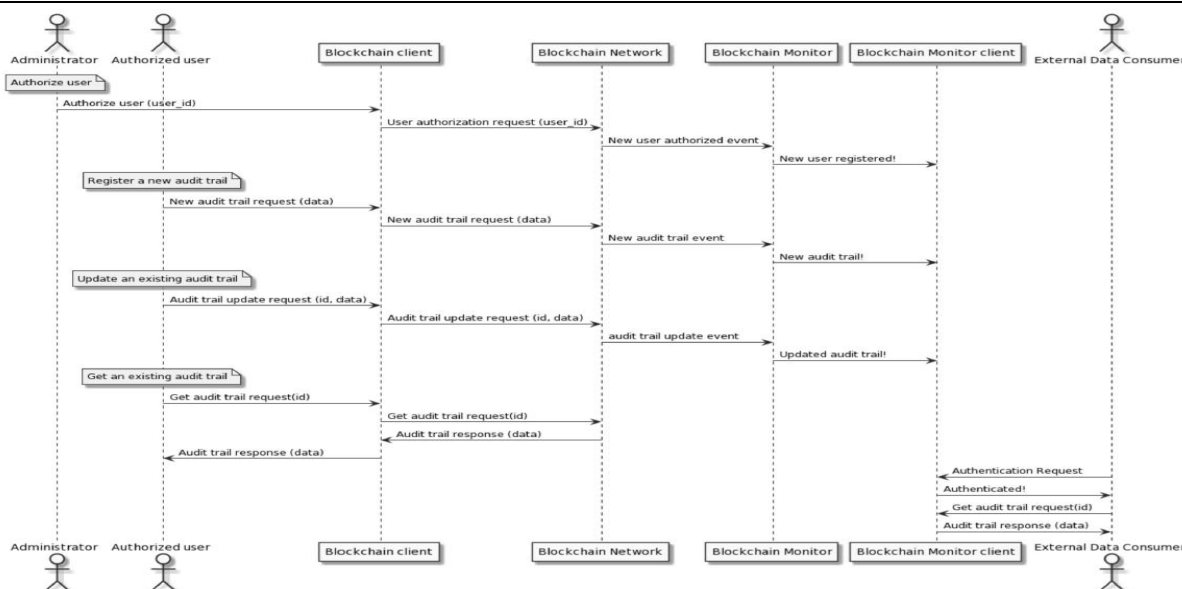 Administrator Authorized user Blockchain client Blockchain Network Blockchain Monitor Blockchain Monitor client External Data Consumer
Authorize user
Authorize user (user_id)
User authorization request (user_id)
New user authorized event
New user registered!
Register a new audit trail
New audit trail request (data)
New audit trail request (data)
New audit trail event
New audit trail!
Update an existing audit trail
Audit trail update request (id, data)
Audit trail update request (id, data)
audit trail update event
Updated audit trail!
Get an existing audit trail
Get audit trail request(id)
Get audit trail request(id)
Audit trail response (data)
Audit trail response (data)
Authentication Request
Authenticated!
Get audit trail request(id)
Audit trail response (data)
Administrator Authorized user Blockchain client Blockchain Network Blockchain Monitor Blockchain Monitor client External Data Consumer